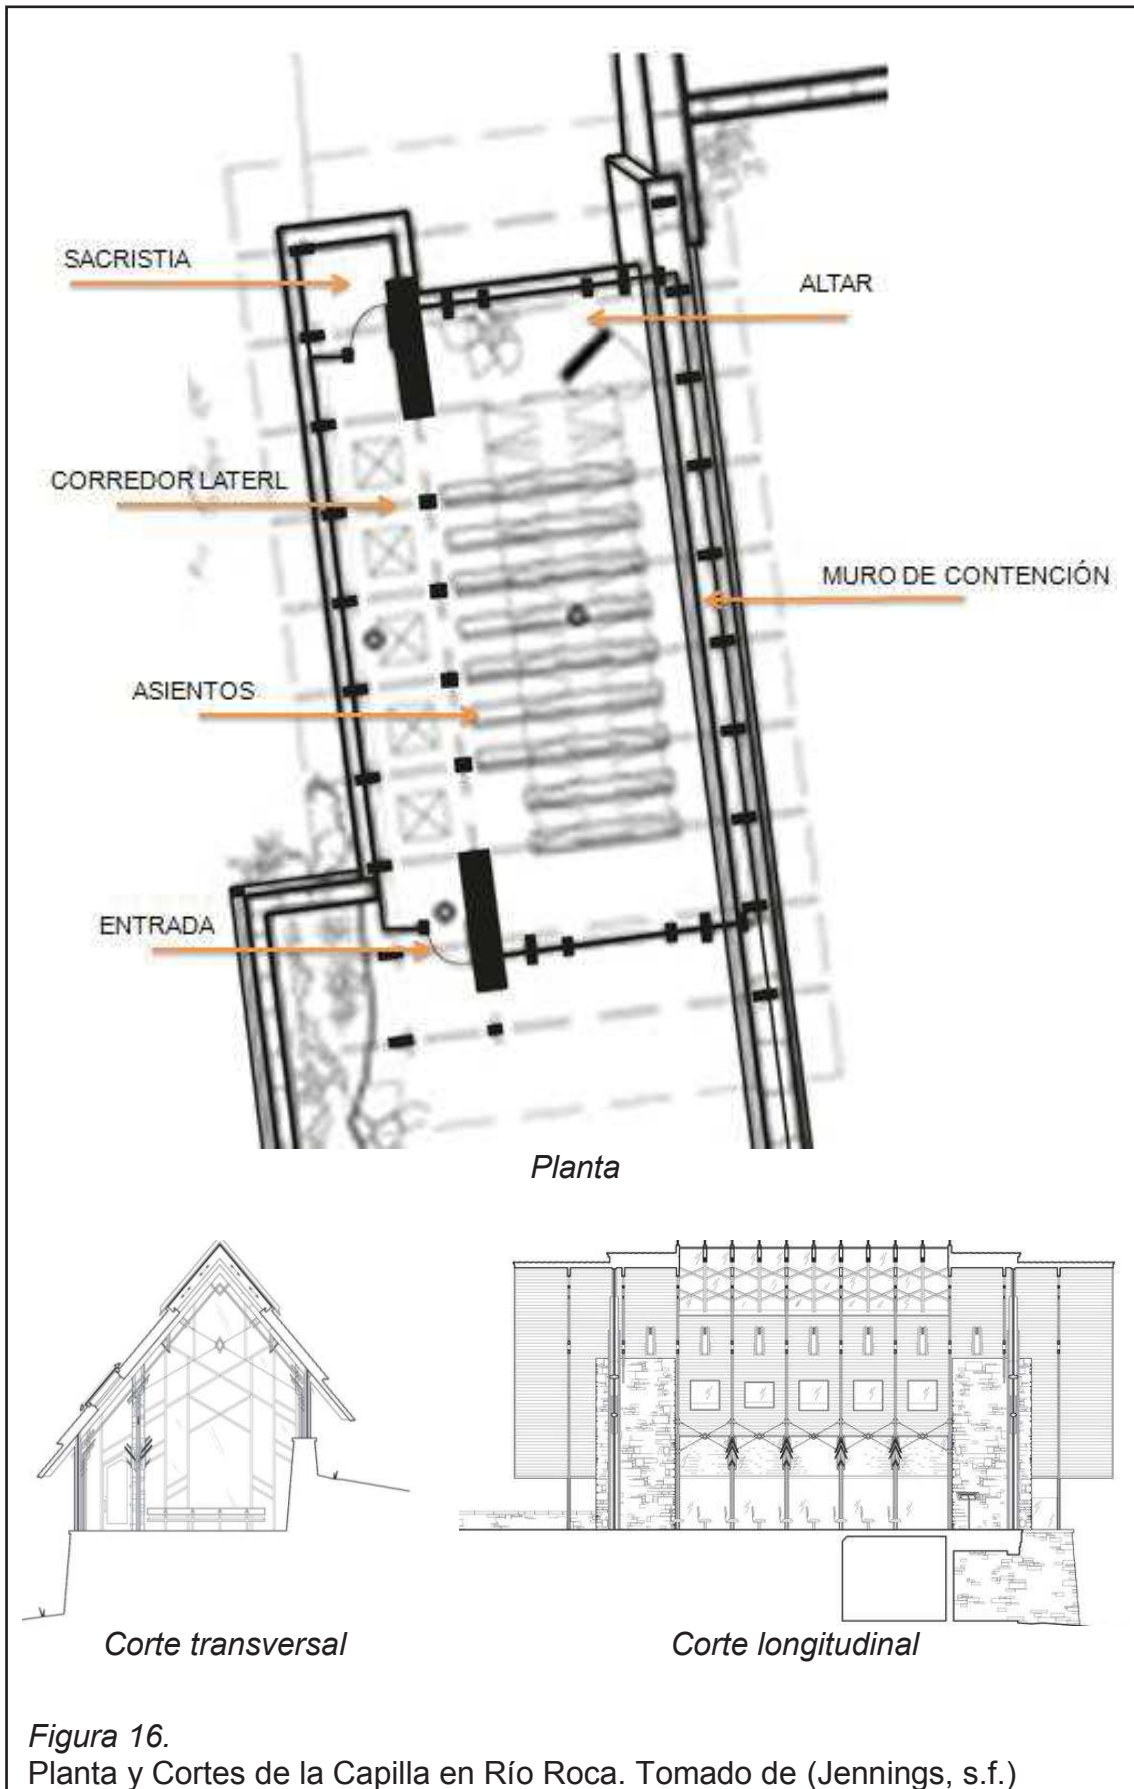 SACRISTIA
ALTAR
CORREDOR LATERL
MURO DE CONTENCIÓN
ASIENTOS
ENTRADA
Planta
Corte transversal
Corte longitudinal
Figura 16.
Planta y Cortes de la Capilla en Río Roca. Tomado de (Jennings, s.f.)